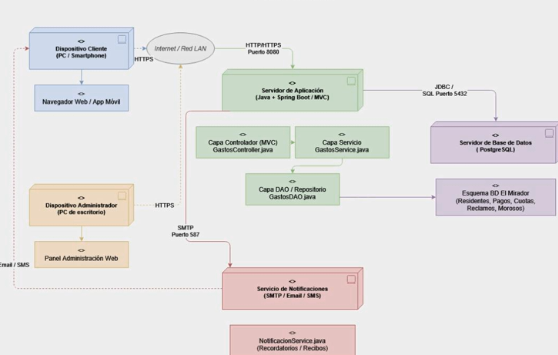 <>
Dispositivo Cliente
(PC / Smartphone)
HTTPS
Internet / Red LAN
HTTP/HTTPS
Puerto 8080
<>
Navegador Web / App Móvil
<>
Servidor de Aplicación
(Java + Spring Boot / MVC)
JDBC /
SQL Puerto 5432
<>
Capa Controlador (MVC)
GastosController.java
<>
Capa Servicio
GastosService.java
<>
Servidor de Base de Datos
( PostgreSQL)
<>
Capa DAO / Repositorio
GastosDAO.java
<>
Esquema BD El Mirador
(Residentes, Pagos, Cuotas,
Reclamos, Morosos)
<>
Dispositivo Administrador
(PC de escritorio)
HTTPS
SMTP
Puerto 587
<>
Panel Administración Web
Email / SMS
<>
Servicio de Notificaciones
(SMTP / Email / SMS)
<>
NotificacionService.java
(Recordatorios / Recibos)